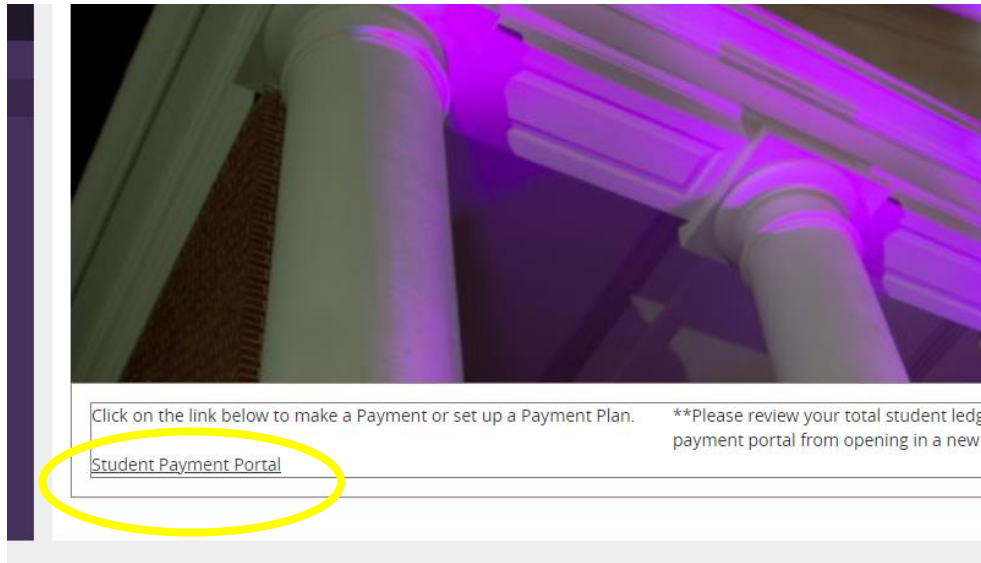 Click on the link below to make a Payment or set up a Payment Plan.
Student Payment Portal
**Please review your total student
payment portal from opening in a new